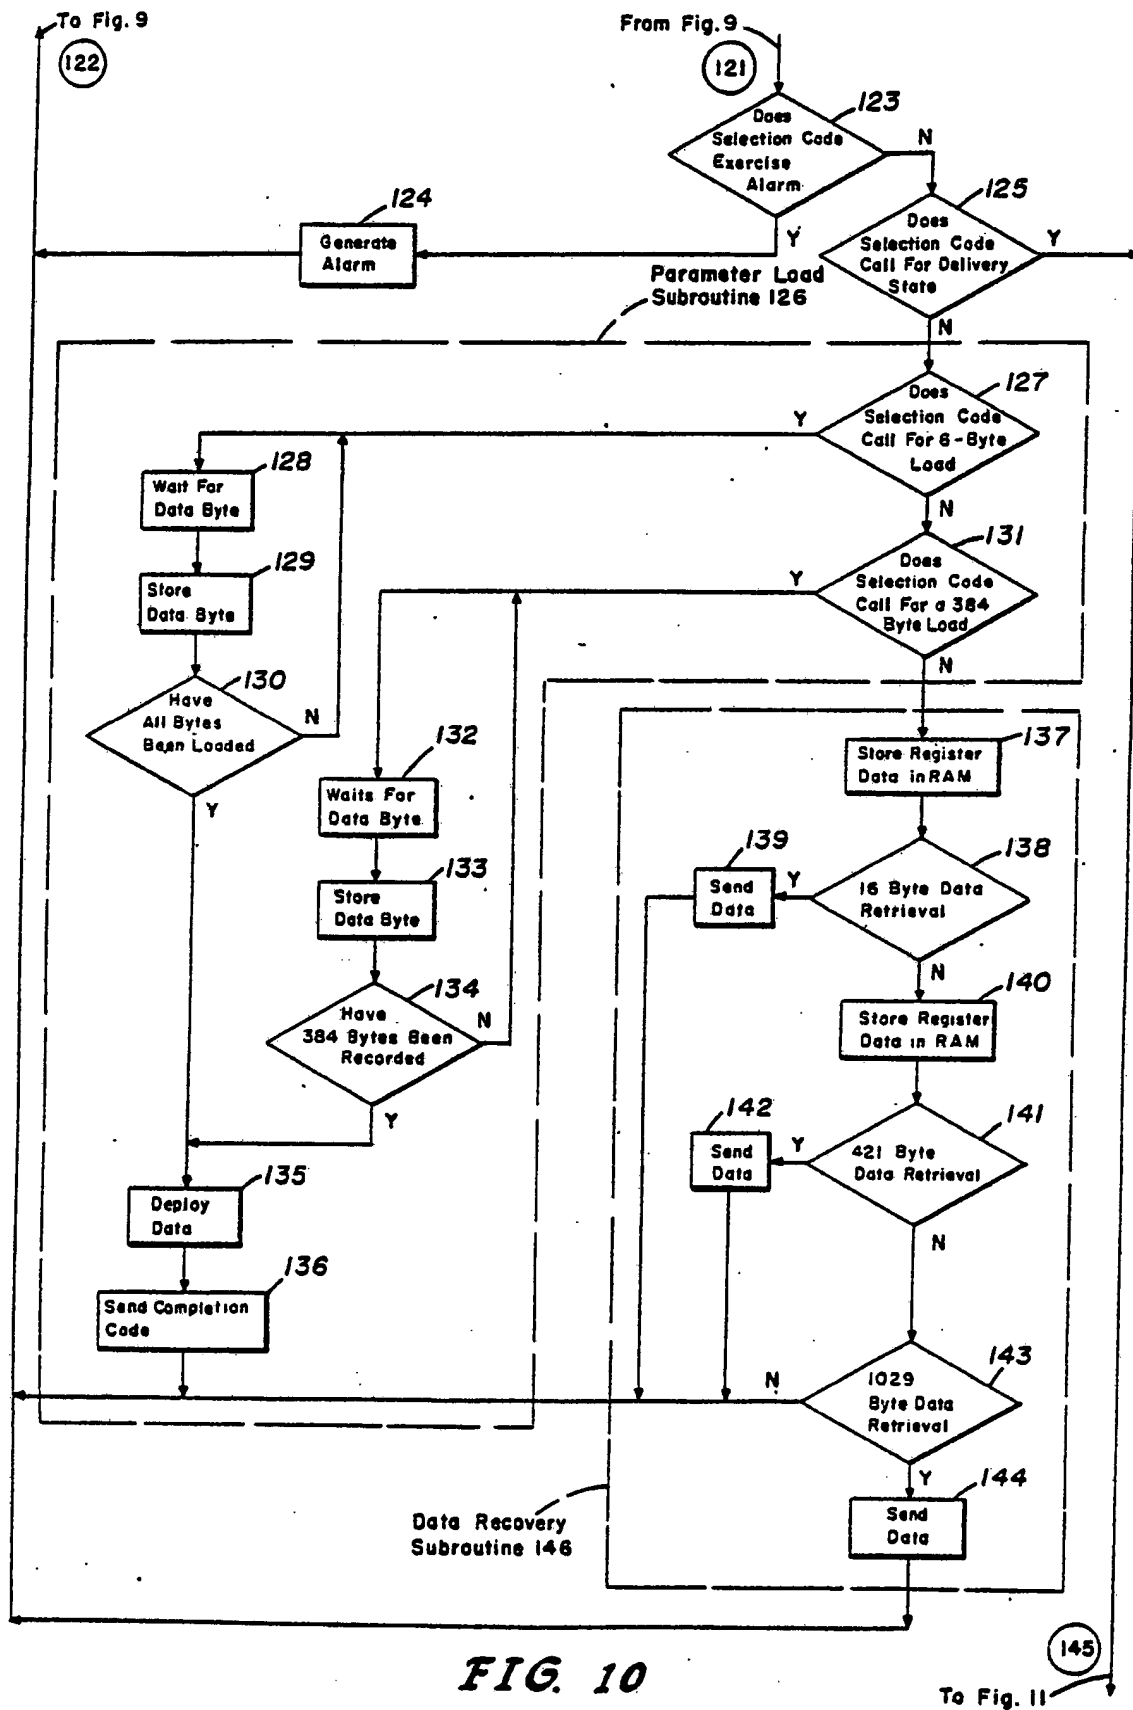 To Fig. 9
122
From Fig. 9
121
123
Does
Selection Code
Exercise
Alarm
N
Y
124
Generate
Alarm
125
Does
Selection Code
Call For Delivery
State
Y
N
Parameter Load
Subroutine 126
127
Does
Selection Code
Call For 6-Byte
Load
Y
N
128
Wait For
Data Byte
129
Store
Data Byte
130
Have
All Bytes
Been Loaded
N
Y
131
Does
Selection Code
Call For a 384
Byte Load
Y
N
132
Waits For
Data Byte
133
Store
Data Byte
134
Have
384 Bytes Been
Recorded
N
Y
135
Deploy
Data
136
Send Completion
Code
137
Store Register
Data in RAM
138
16 Byte Data
Retrieval
Y
N
139
Send
Data
140
Store Register
Data in RAM
141
421 Byte
Data Retrieval
Y
N
142
Send
Data
143
1029
Byte Data
Retrieval
N
Y
144
Send
Data
Data Recovery
Subroutine 146
145
To Fig. 11
FIG. 10